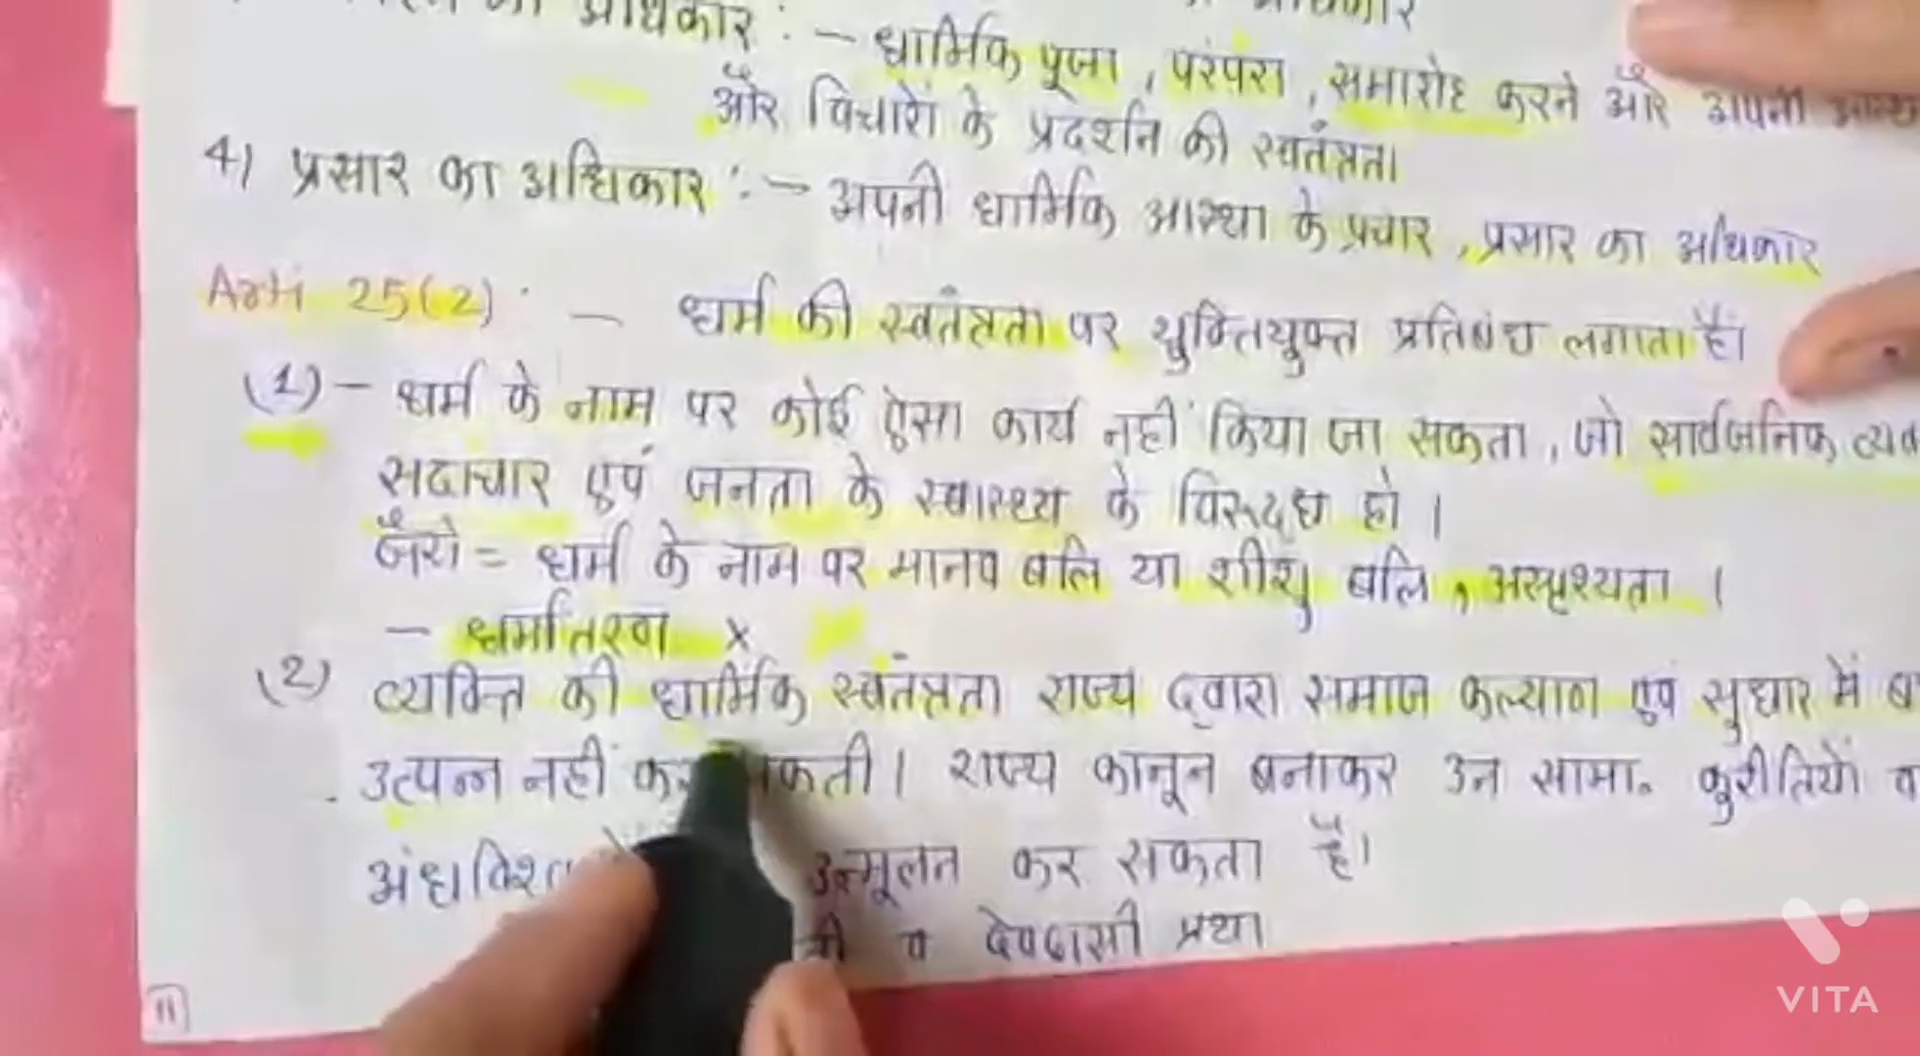 अधिकार : – धार्मिक पूजा , परंपरा , समारोह करने और अपनी
और विचारों के प्रदर्शन की स्वतंत्रता
4) प्रसार का अधिकार :- अपनी धार्मिक आस्था के प्रचार , प्रसार का अधिकार
Arti 25(2) : – धर्म की स्वतंत्रता पर युक्तियुक्त प्रतिबंध लगाता है।
(1) – धर्म के नाम पर कोई ऐसा कार्य नहीं किया जा सकता , जो सार्वजनिक
सदाचार एवं जनता के स्वास्थ्य के विरूद्ध हो ।
जैसे = धर्म के नाम पर मानव बलि या शीशु बलि , अस्पृश्यता ।
– धर्मांतरण x
(2) व्यक्ति की धार्मिक स्वतंत्रता राज्य द्वारा समाज कल्याण एवं सुधार में
उत्पन्न नहीं कर सकती। राज्य कानून बनाकर उन सामा. कुरीतियों
उन्मूलन कर सकता है।
व देवदासी प्रथा
11
VITA